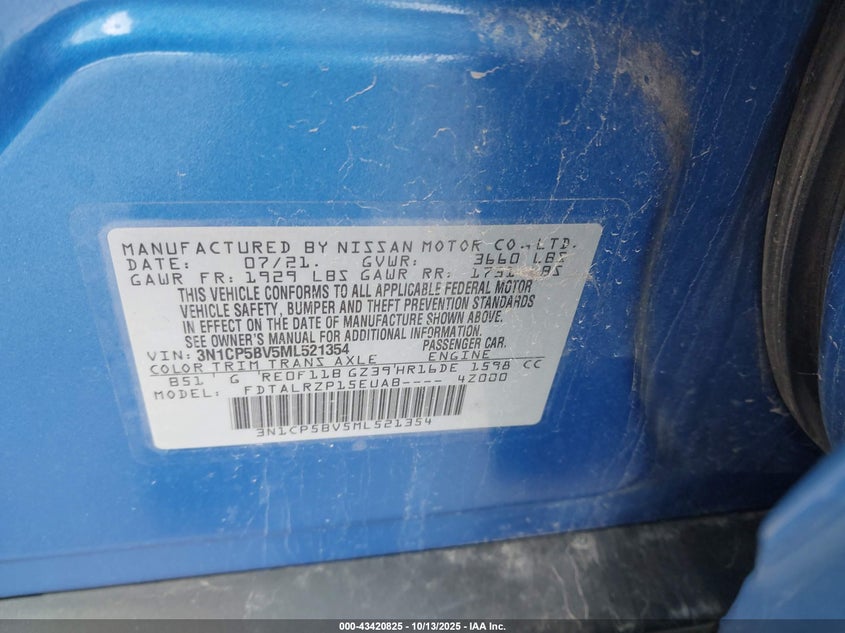 MANUFACTURED BY NISSAN MOTOR CO., LTD.
DATE: 07/21. GVWR: 3660 LBS
GAWR FR: 1929 LBS GAWR RR: LBS
THIS VEHICLE CONFORMS TO ALL APPLICABLE FEDERAL MOTOR
VEHICLE SAFETY, BUMPER AND THEFT PREVENTION STANDARDS
IN EFFECT ON THE DATE OF MANUFACTURE SHOWN ABOVE.
SEE OWNER'S MANUAL FOR ADDITIONAL INFORMATION.
VIN: 3N1CP5BV5ML521354 PASSENGER CAR.
COLOR TRIM TRANS AXLE ENGINE
B51 G RE0F11B GZ39 HR16DE 1598 CC
MODEL: FDTALRZP15EUAB---- 4Z000
3N1CP5BV5ML521354
000-43420825 | 10/13/2025 | IAA Inc.